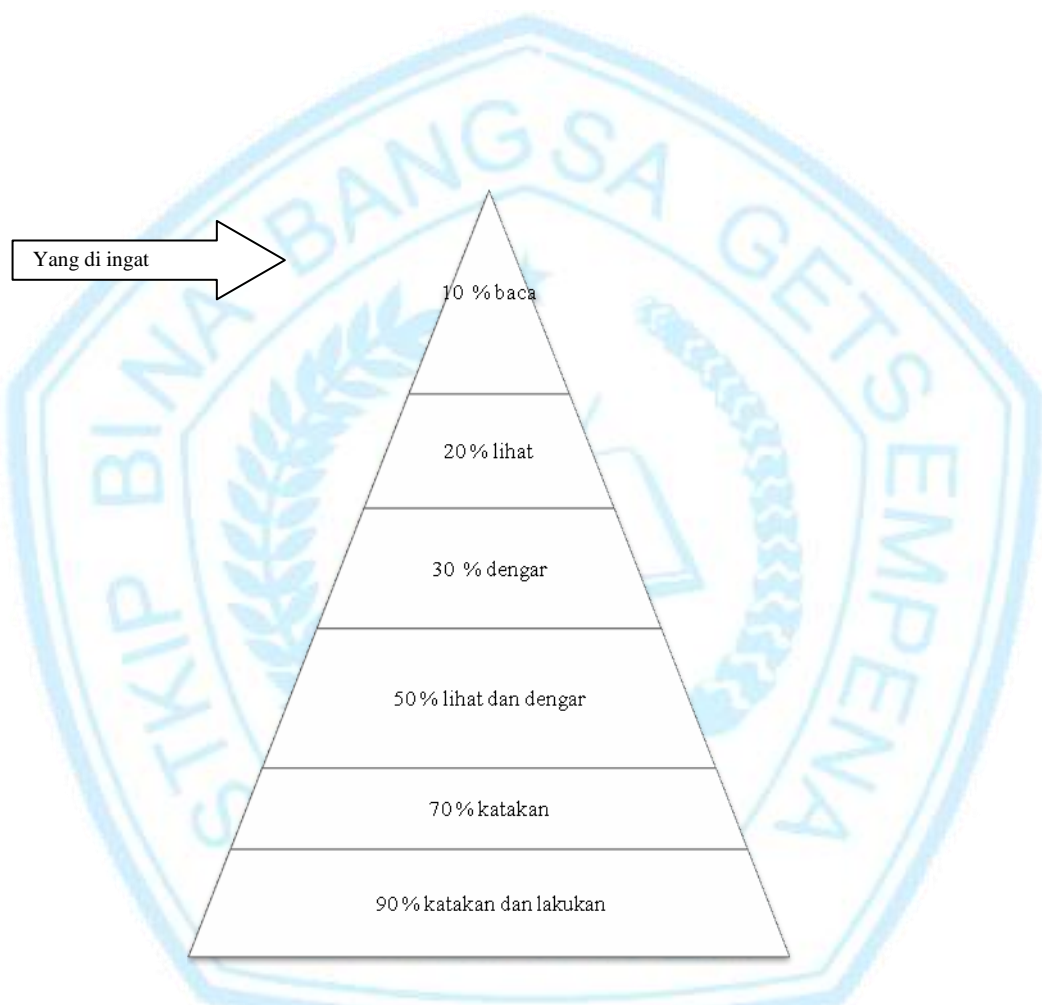 STKIP BINA BANGSA GETSEMPENA
Yang di ingat
10 % baca
20% lihat
30 % dengar
50% lihat dan dengar
70% katakan
90% katakan dan lakukan